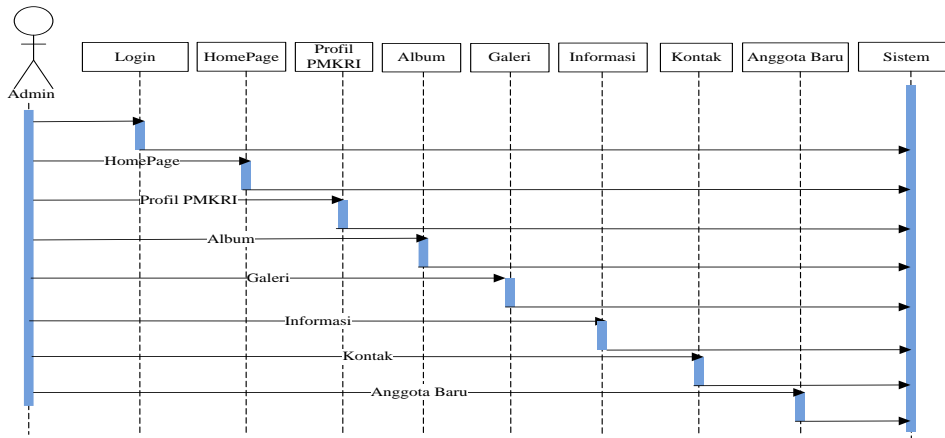 Admin
Login
HomePage
Profil
PMKRI
Album
Galeri
Informasi
Kontak
Anggota Baru
Sistem
HomePage
Profil PMKRI
Album
Galeri
Informasi
Kontak
Anggota Baru